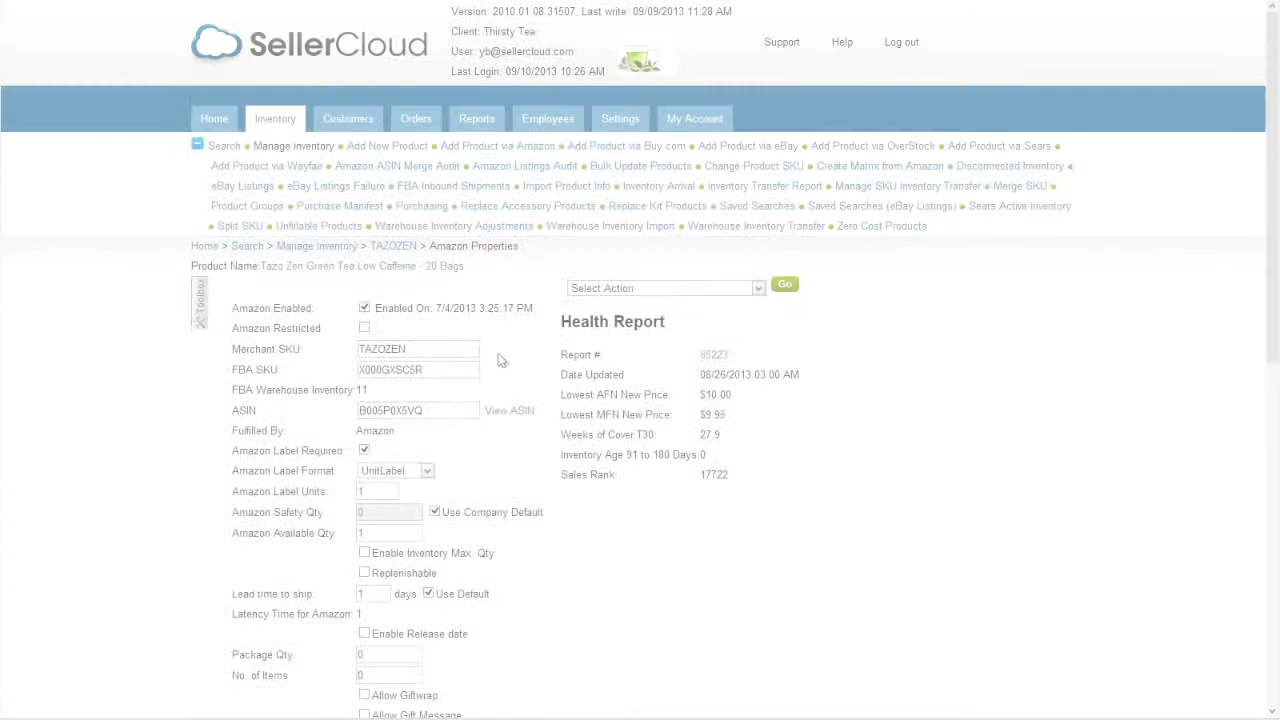 Version: 2010.01.08.31507, Last write: 09/09/2013 11:28 AM
SellerCloud
Client: Thirsty Tea
User: yb@sellercloud.com
Last Login: 09/10/2013 10:26 AM
Support Help Log out
Home Inventory Customers Orders Reports Employees Settings My Account
Search Manage inventory Add New Product Add Product via Amazon Add Product via Buy.com Add Product via eBay Add Product via OverStock Add Product via Sears
Add Product via Wayfair Amazon ASIN Merge Audit Amazon Listings Audit Bulk Update Products Change Product SKU Create Matrix from Amazon Disconnected Inventory
eBay Listings eBay Listings Failure FBA Inbound Shipments Import Product Info Inventory Arrival inventory Transfer Report Manage SKU Inventory Transfer Merge SKU
Product Groups Purchase Manifest Purchasing Replace Accessory Products Replace Kit Products Saved Searches Saved Searches (eBay Listings) Sears Active Inventory
Split SKU Unfillable Products Warehouse Inventory Adjustments Warehouse Inventory Import Warehouse Inventory Transfer Zero Cost Products
Home > Search > Manage Inventory > TAZOZEN > Amazon Properties
Product Name:Tazo Zen Green Tea Low Caffeine - 20 Bags
Toolbox
Select Action Go
Amazon Enabled: Enabled On: 7/4/2013 3:25:17 PM
Health Report
Amazon Restricted
Merchant SKU: TAZOZEN
Report # 85223
FBA SKU: X000GXSC5R
Date Updated 08/26/2013 03:00 AM
FBA Warehouse Inventory: 11
Lowest AFN New Price: $10.00
ASIN B005P0X5VQ View ASIN
Lowest MFN New Price: $9.95
Fulfilled By: Amazon
Weeks of Cover T30: 27.9
Amazon Label Required:
Inventory Age 91 to 180 Days:0
Amazon Label Format: UnitLabel
Sales Rank: 17722
Amazon Label Units: 1
Amazon Safety Qty 0 Use Company Default
Amazon Available Qty 1
Enable Inventory Max. Qty
Replenishable
Lead time to ship: 1 days Use Default
Latency Time for Amazon: 1
Enable Release date
Package Qty: 0
No. of Items 0
Allow Giftwrap
Allow Gift Message